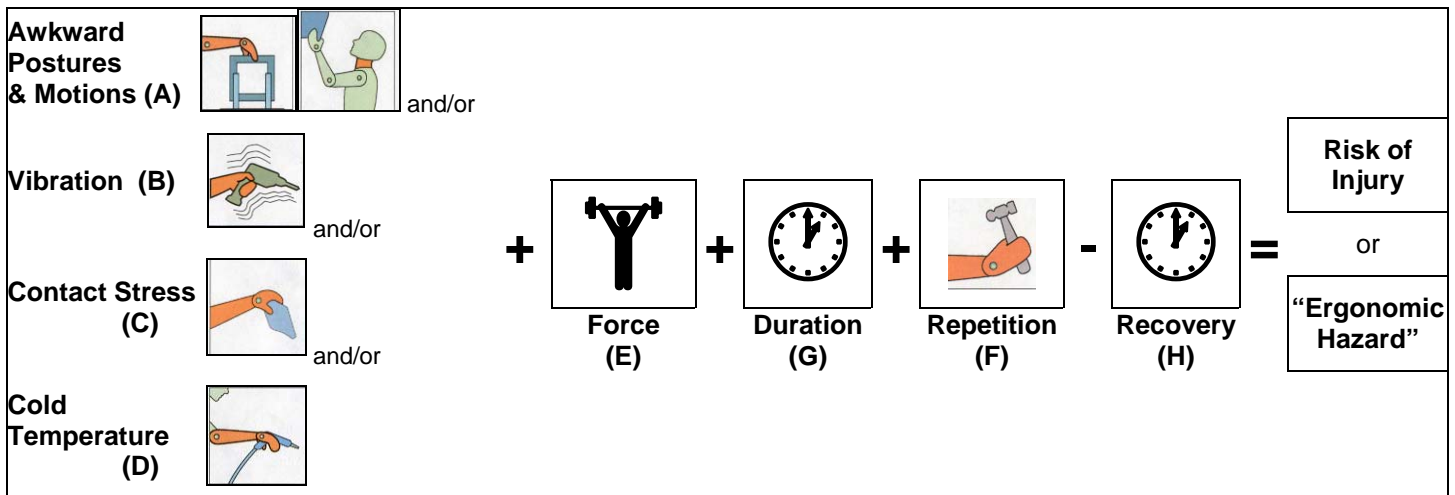 Awkward
Postures
& Motions (A)
and/or
Vibration (B)
and/or
Contact Stress
(C)
and/or
Cold
Temperature
(D)
+
Force
(E)
+
Duration
(G)
+
Repetition
(F)
-
Recovery
(H)
=
Risk of
Injury
or
“Ergonomic
Hazard”